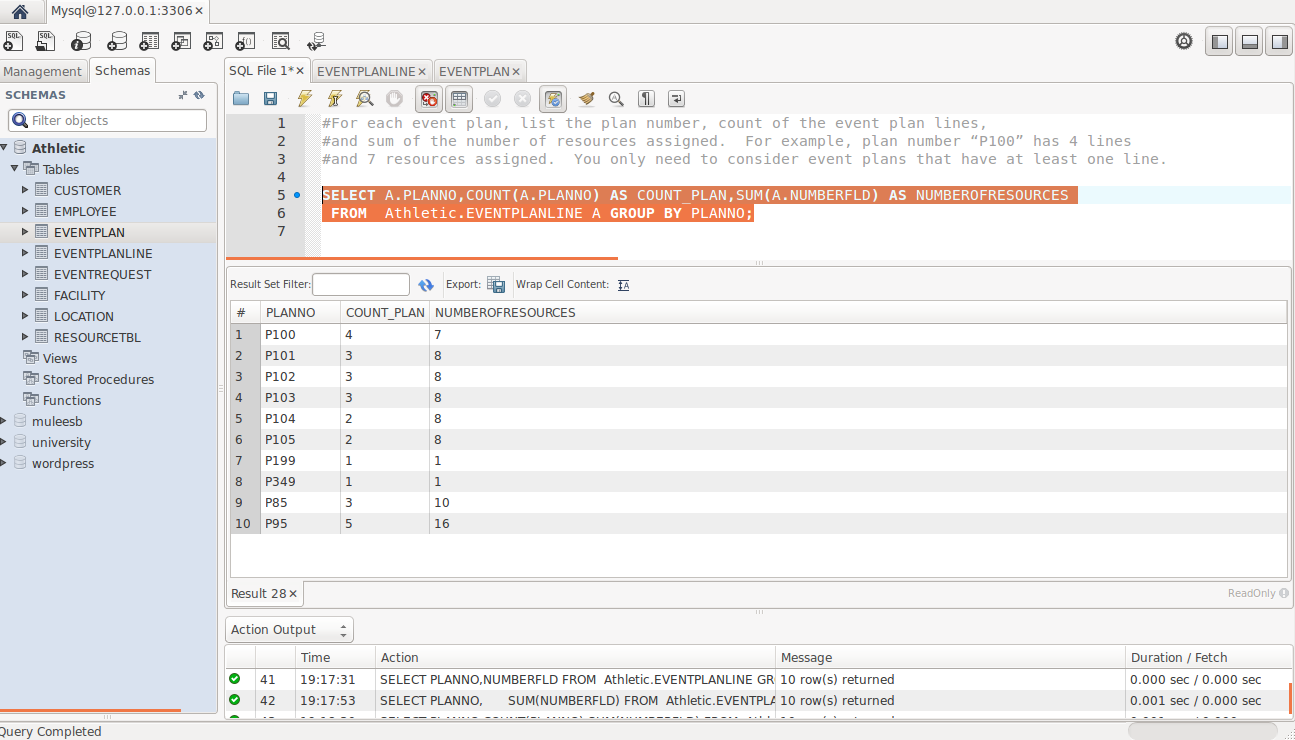 Mysql@127.0.0.1:3306 ×
Management
Schemas
SQL File 1* ×
EVENTPLANLINE ×
EVENTPLAN ×
SCHEMAS
Filter objects
Athletic
Tables
CUSTOMER
EMPLOYEE
EVENTPLAN
EVENTPLANLINE
EVENTREQUEST
FACILITY
LOCATION
RESOURCETBL
Views
Stored Procedures
Functions
muleesb
university
wordpress
1 #For each event plan, list the plan number, count of the event plan lines,
2 #and sum of the number of resources assigned.  For example, plan number “P100” has 4 lines
3 #and 7 resources assigned.  You only need to consider event plans that have at least one line.
4
5 SELECT A.PLANNO,COUNT(A.PLANNO) AS COUNT_PLAN,SUM(A.NUMBERFLD) AS NUMBEROFRESOURCES
6 FROM  Athletic.EVENTPLANLINE A GROUP BY PLANNO;
7
Result Set Filter: Export: Wrap Cell Content:
# PLANNO COUNT_PLAN NUMBEROFRESOURCES
1 P100 4 7
2 P101 3 8
3 P102 3 8
4 P103 3 8
5 P104 2 8
6 P105 2 8
7 P199 1 1
8 P349 1 1
9 P85 3 10
10 P95 5 16
Result 28 ×
ReadOnly
Action Output
Time Action Message Duration / Fetch
41 19:17:31 SELECT PLANNO,NUMBERFLD FROM  Athletic.EVENTPLANLINE GR 10 row(s) returned 0.000 sec / 0.000 sec
42 19:17:53 SELECT PLANNO, SUM(NUMBERFLD) FROM  Athletic.EVENTPLA 10 row(s) returned 0.001 sec / 0.000 sec
Query Completed